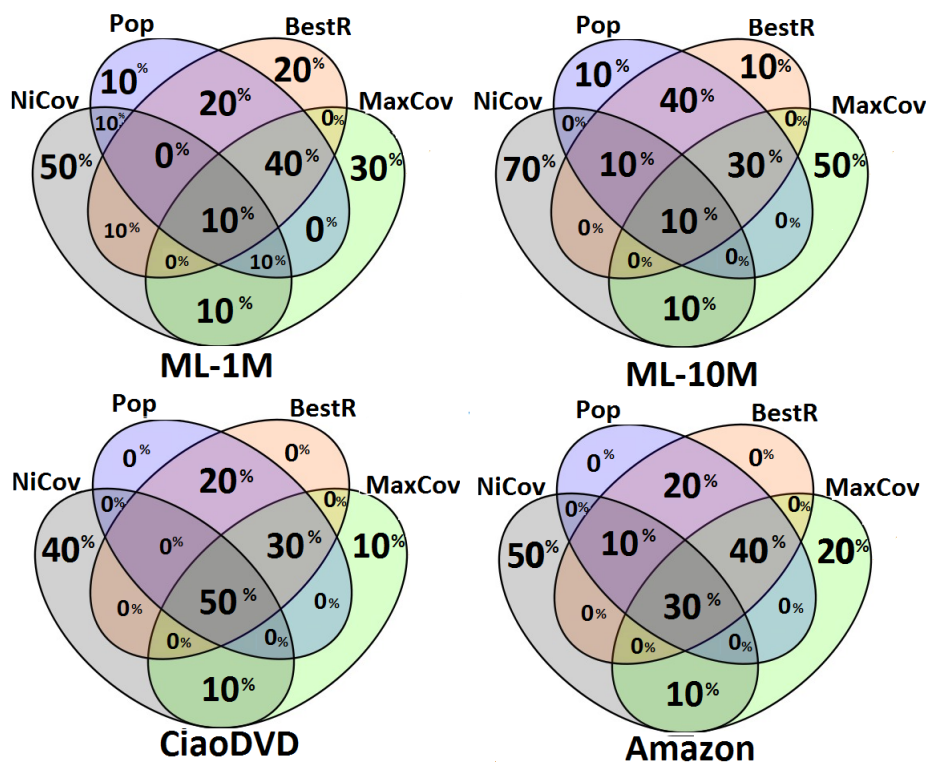 Pop BestR
10% 20%
NiCov 20% MaxCov
10% 0%
50% 0% 40% 30%
10% 10% 0%
0% 10%
10%
ML-1M
Pop BestR
10% 10%
NiCov 40% MaxCov
0% 0%
70% 10% 30% 50%
0% 10% 0%
0% 0%
10%
ML-10M
Pop BestR
0% 0%
NiCov 20% MaxCov
0% 0%
40% 0% 30% 10%
0% 50% 0%
0% 0%
10%
CiaoDVD
Pop BestR
0% 0%
NiCov 20% MaxCov
0% 0%
50% 10% 40% 20%
0% 30% 0%
0% 0%
10%
Amazon